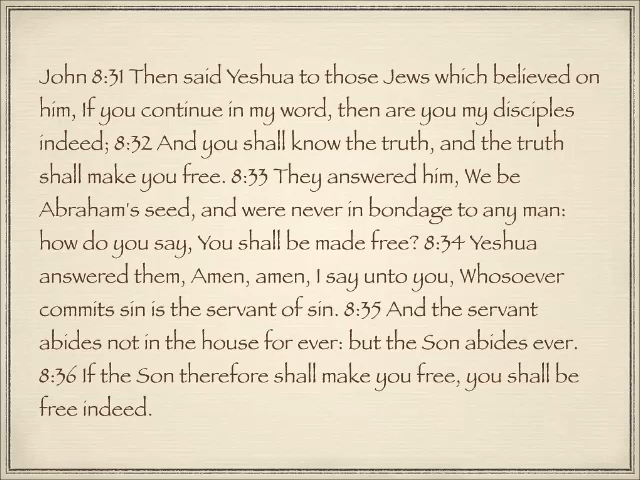 John 8:31 Then said Yeshua to those Jews which believed on
him, If you continue in my word, then are you my disciples
indeed; 8:32 And you shall know the truth, and the truth
shall make you free. 8:33 They answered him, We be
Abraham's seed, and were never in bondage to any man:
how do you say, You shall be made free? 8:34 Yeshua
answered them, Amen, amen, I say unto you, Whosoever
commits sin is the servant of sin. 8:35 And the servant
abides not in the house for ever: but the Son abides ever.
8:36 If the Son therefore shall make you free, you shall be
free indeed.